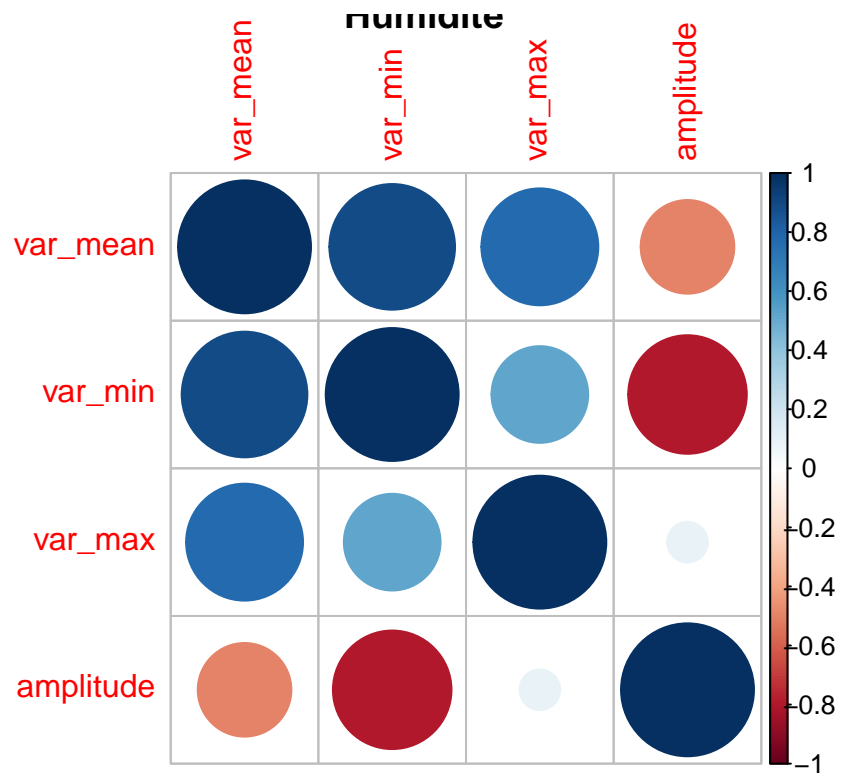 Humidite
var_mean
var_min
var_max
amplitude
var_mean
var_min
var_max
amplitude
1
0.8
0.6
0.4
0.2
0
−0.2
−0.4
−0.6
−0.8
−1